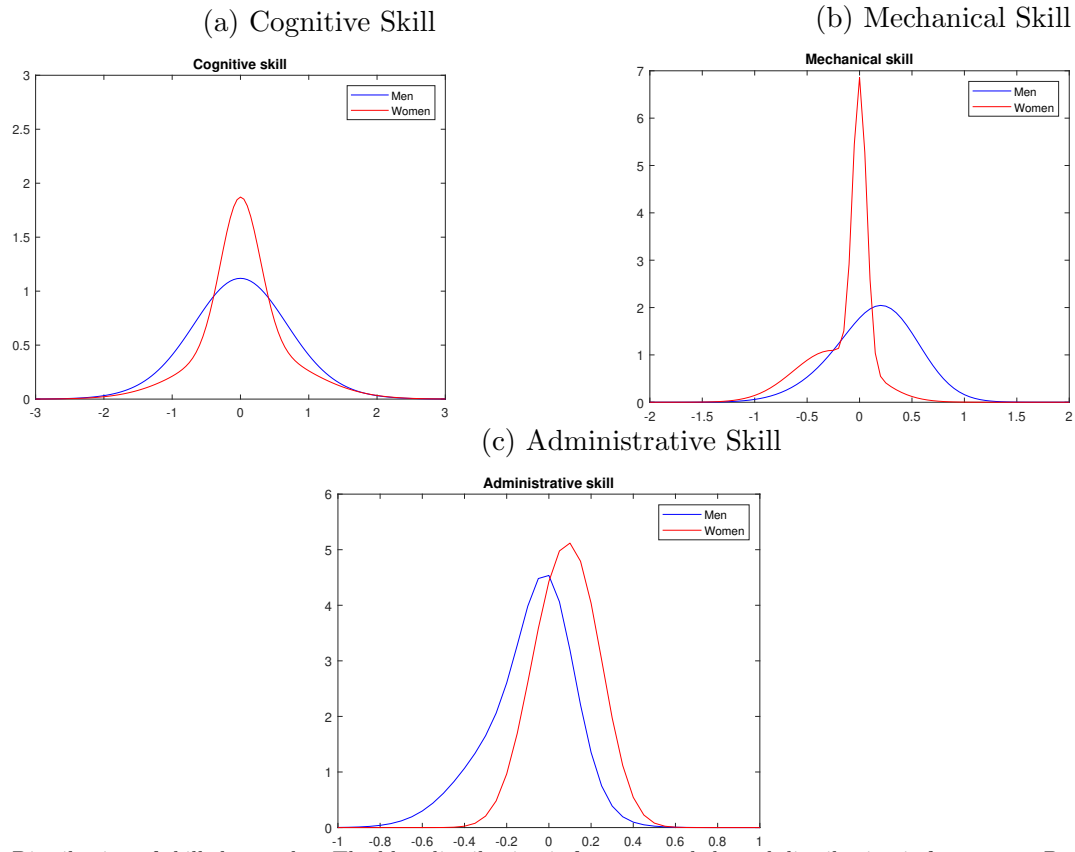 (a) Cognitive Skill
Cognitive skill
3
2.5
2
1.5
1
0.5
0
-3 -2 -1 0 1 2 3
Men
Women
(b) Mechanical Skill
Mechanical skill
7
6
5
4
3
2
1
0
-2 -1.5 -1 -0.5 0 0.5 1 1.5 2
Men
Women
(c) Administrative Skill
Administrative skill
6
5
4
3
2
1
0
-1 -0.8 -0.6 -0.4 -0.2 0 0.2 0.4 0.6 0.8 1
Men
Women